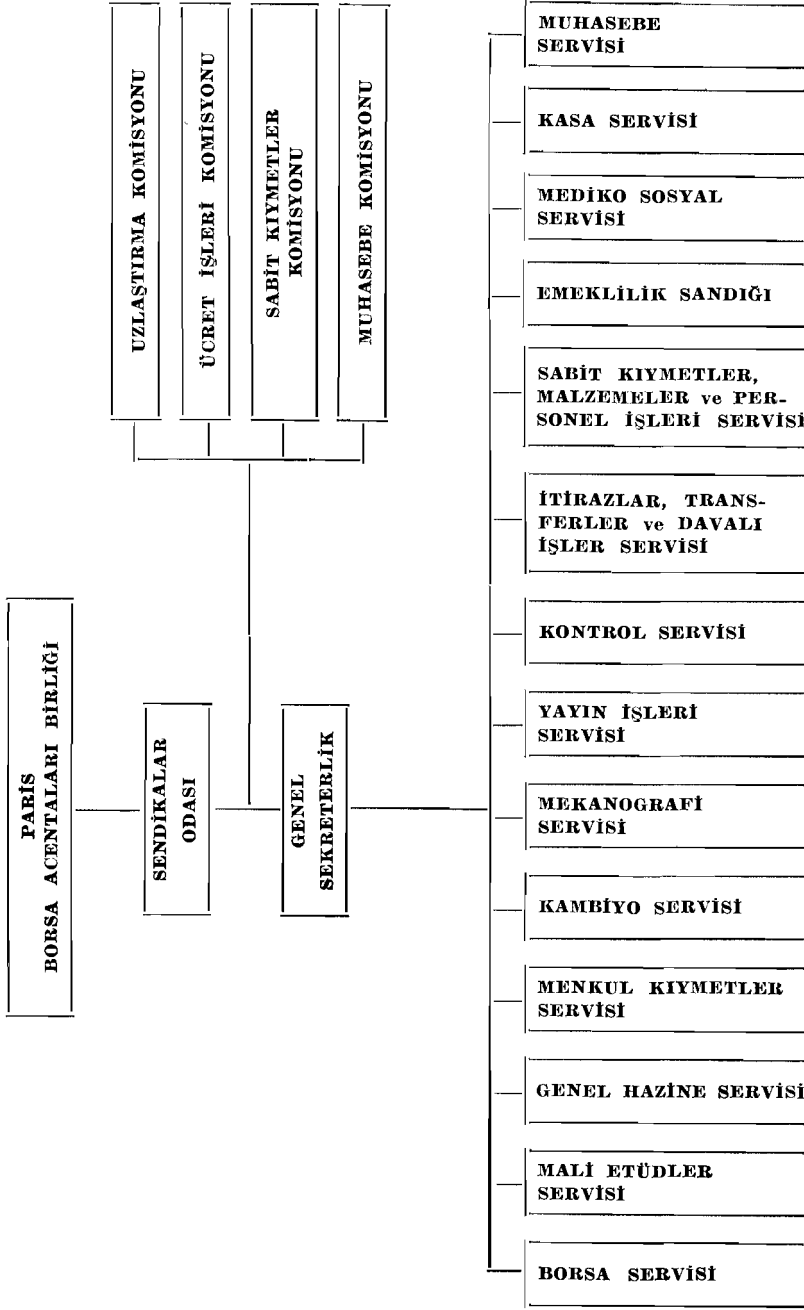 PARİS
BORSA ACENTALARI BİRLİĞİ
SENDİKALAR
ODASI
GENEL
SEKRETERLİK
UZLAŞTIRMA KOMİSYONU
ÜCRET İŞLERİ KOMİSYONU
SABİT KIYMETLER
KOMİSYONU
MUHASEBE KOMİSYONU
MUHASEBE
SERVİSİ
KASA SERVİSİ
MEDİKO SOSYAL
SERVİSİ
EMEKLİLİK SANDIĞI
SABİT KIYMETLER,
MALZEMELER ve PER-
SONEL İŞLERİ SERVİSİ
İTİRAZLAR, TRANS-
FERLER ve DAVALI
İŞLER SERVİSİ
KONTROL SERVİSİ
YAYIN İŞLERİ
SERVİSİ
MEKANOGRAFİ
SERVİSİ
KAMBİYO SERVİSİ
MENKUL KIYMETLER
SERVİSİ
GENEL HAZİNE SERVİSİ
MALİ ETÜDLER
SERVİSİ
BORSA SERVİSİ